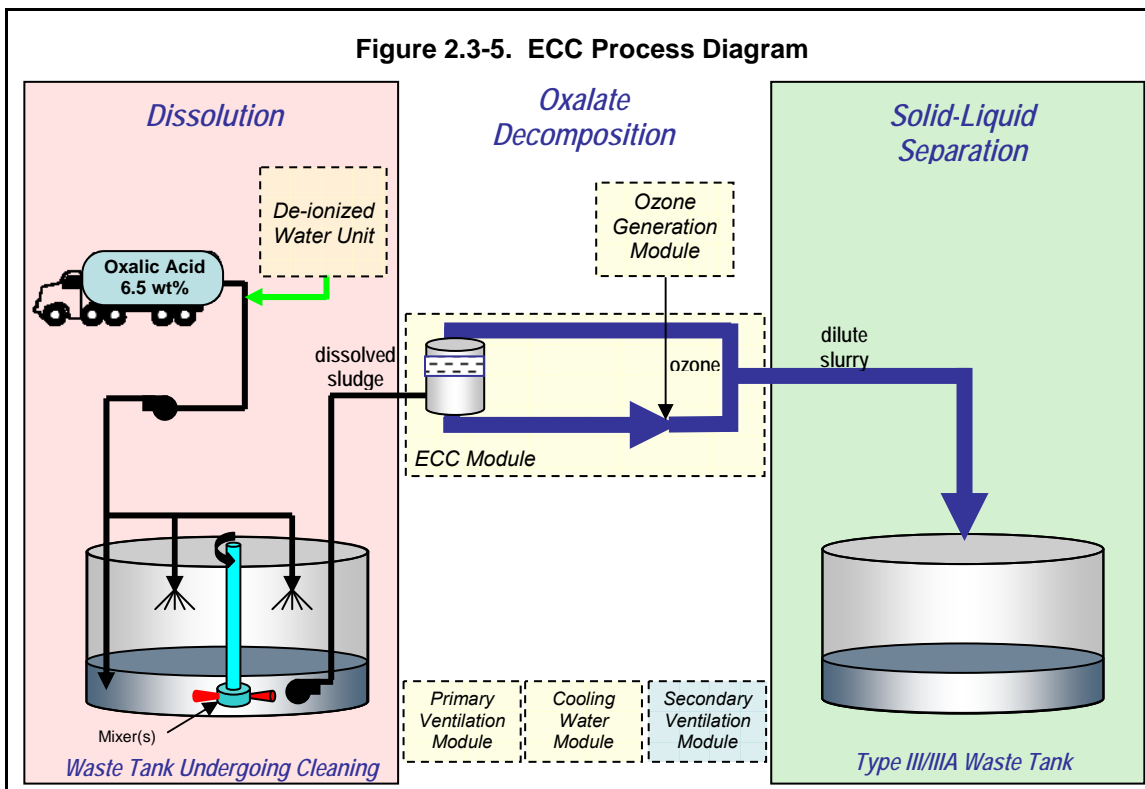 Figure 2.3-5.  ECC Process Diagram
Dissolution
Oxalate
Decomposition
Solid-Liquid
Separation
De-ionized
Water Unit
Ozone
Generation
Module
Oxalic Acid
6.5 wt%
dissolved
sludge
ozone
dilute
slurry
ECC Module
Mixer(s)
Primary
Ventilation
Module
Cooling
Water
Module
Secondary
Ventilation
Module
Waste Tank Undergoing Cleaning
Type III/IIIA Waste Tank